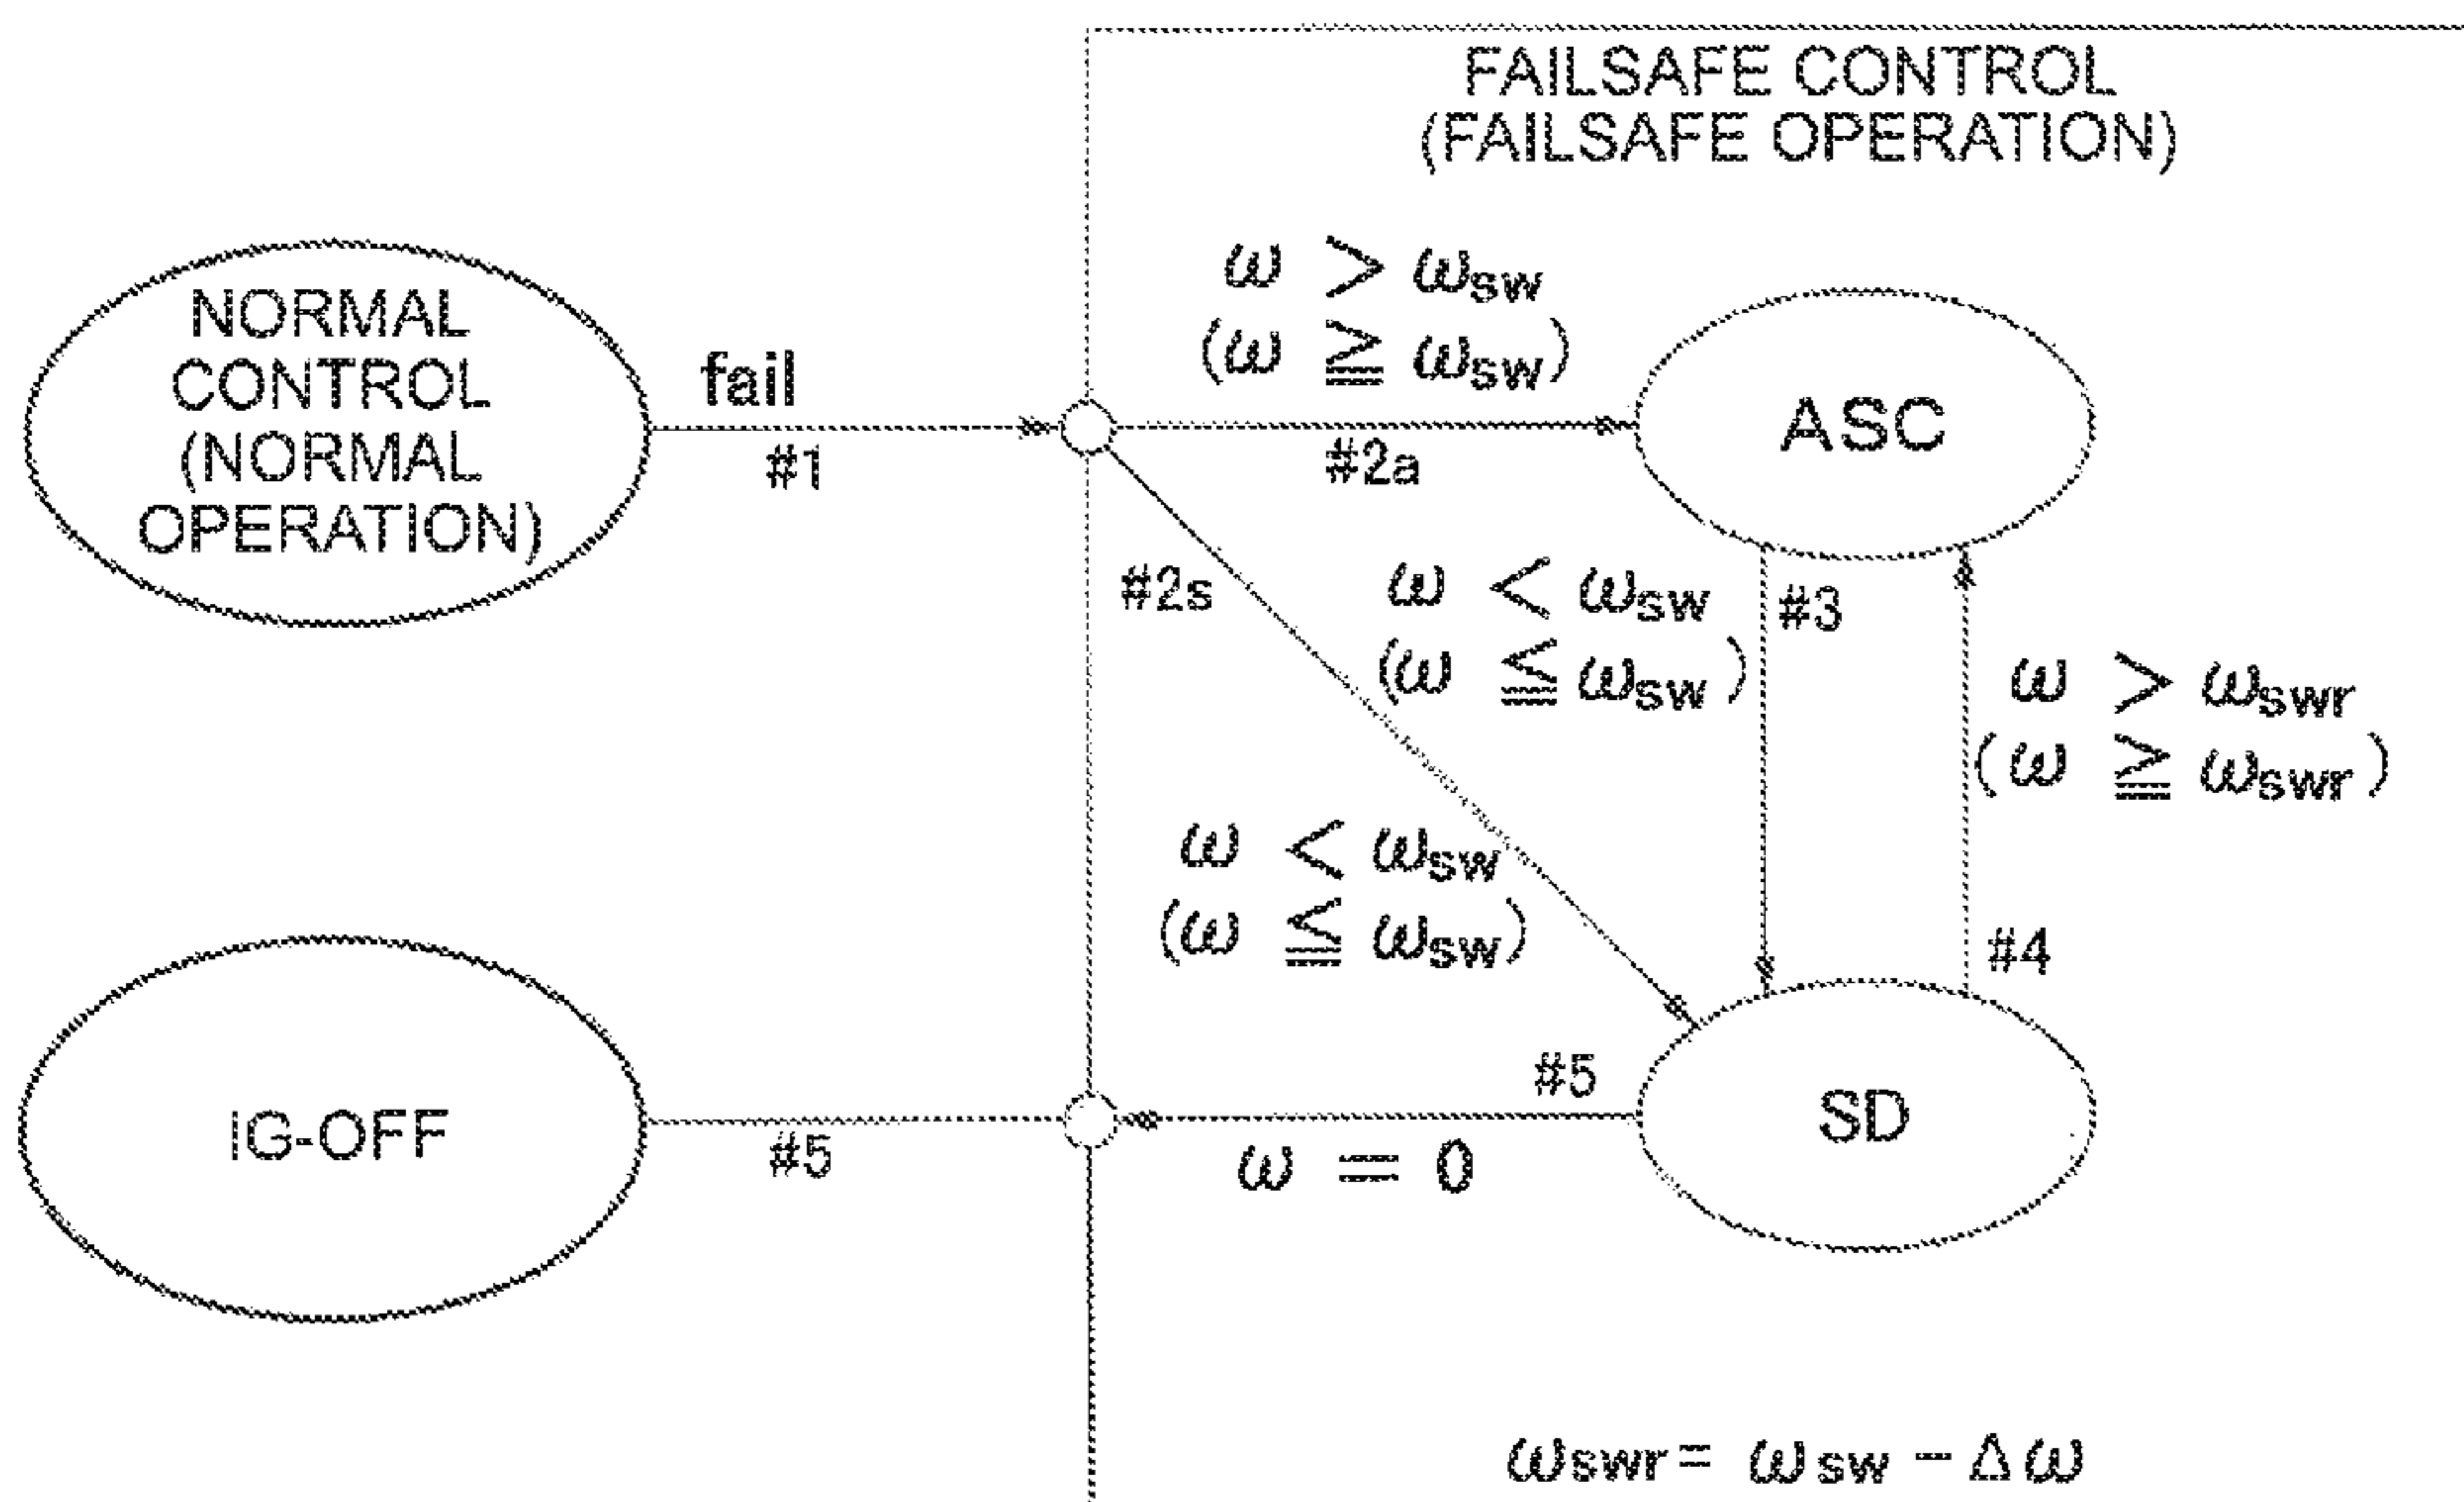 FAILSAFE CONTROL
(FAILSAFE OPERATION)
NORMAL
CONTROL
(NORMAL
OPERATION)
fail
#1
ω > ωsw
(ω ≧ ωsw)
#2a
ASC
#2s
ω < ωsw
(ω ≦ ωsw)
#3
ω > ωswr
(ω ≧ ωswr)
ω < ωsw
(ω ≦ ωsw)
#4
IG-OFF
#5
#5
ω = 0
SD
ωswr = ωsw - Δω